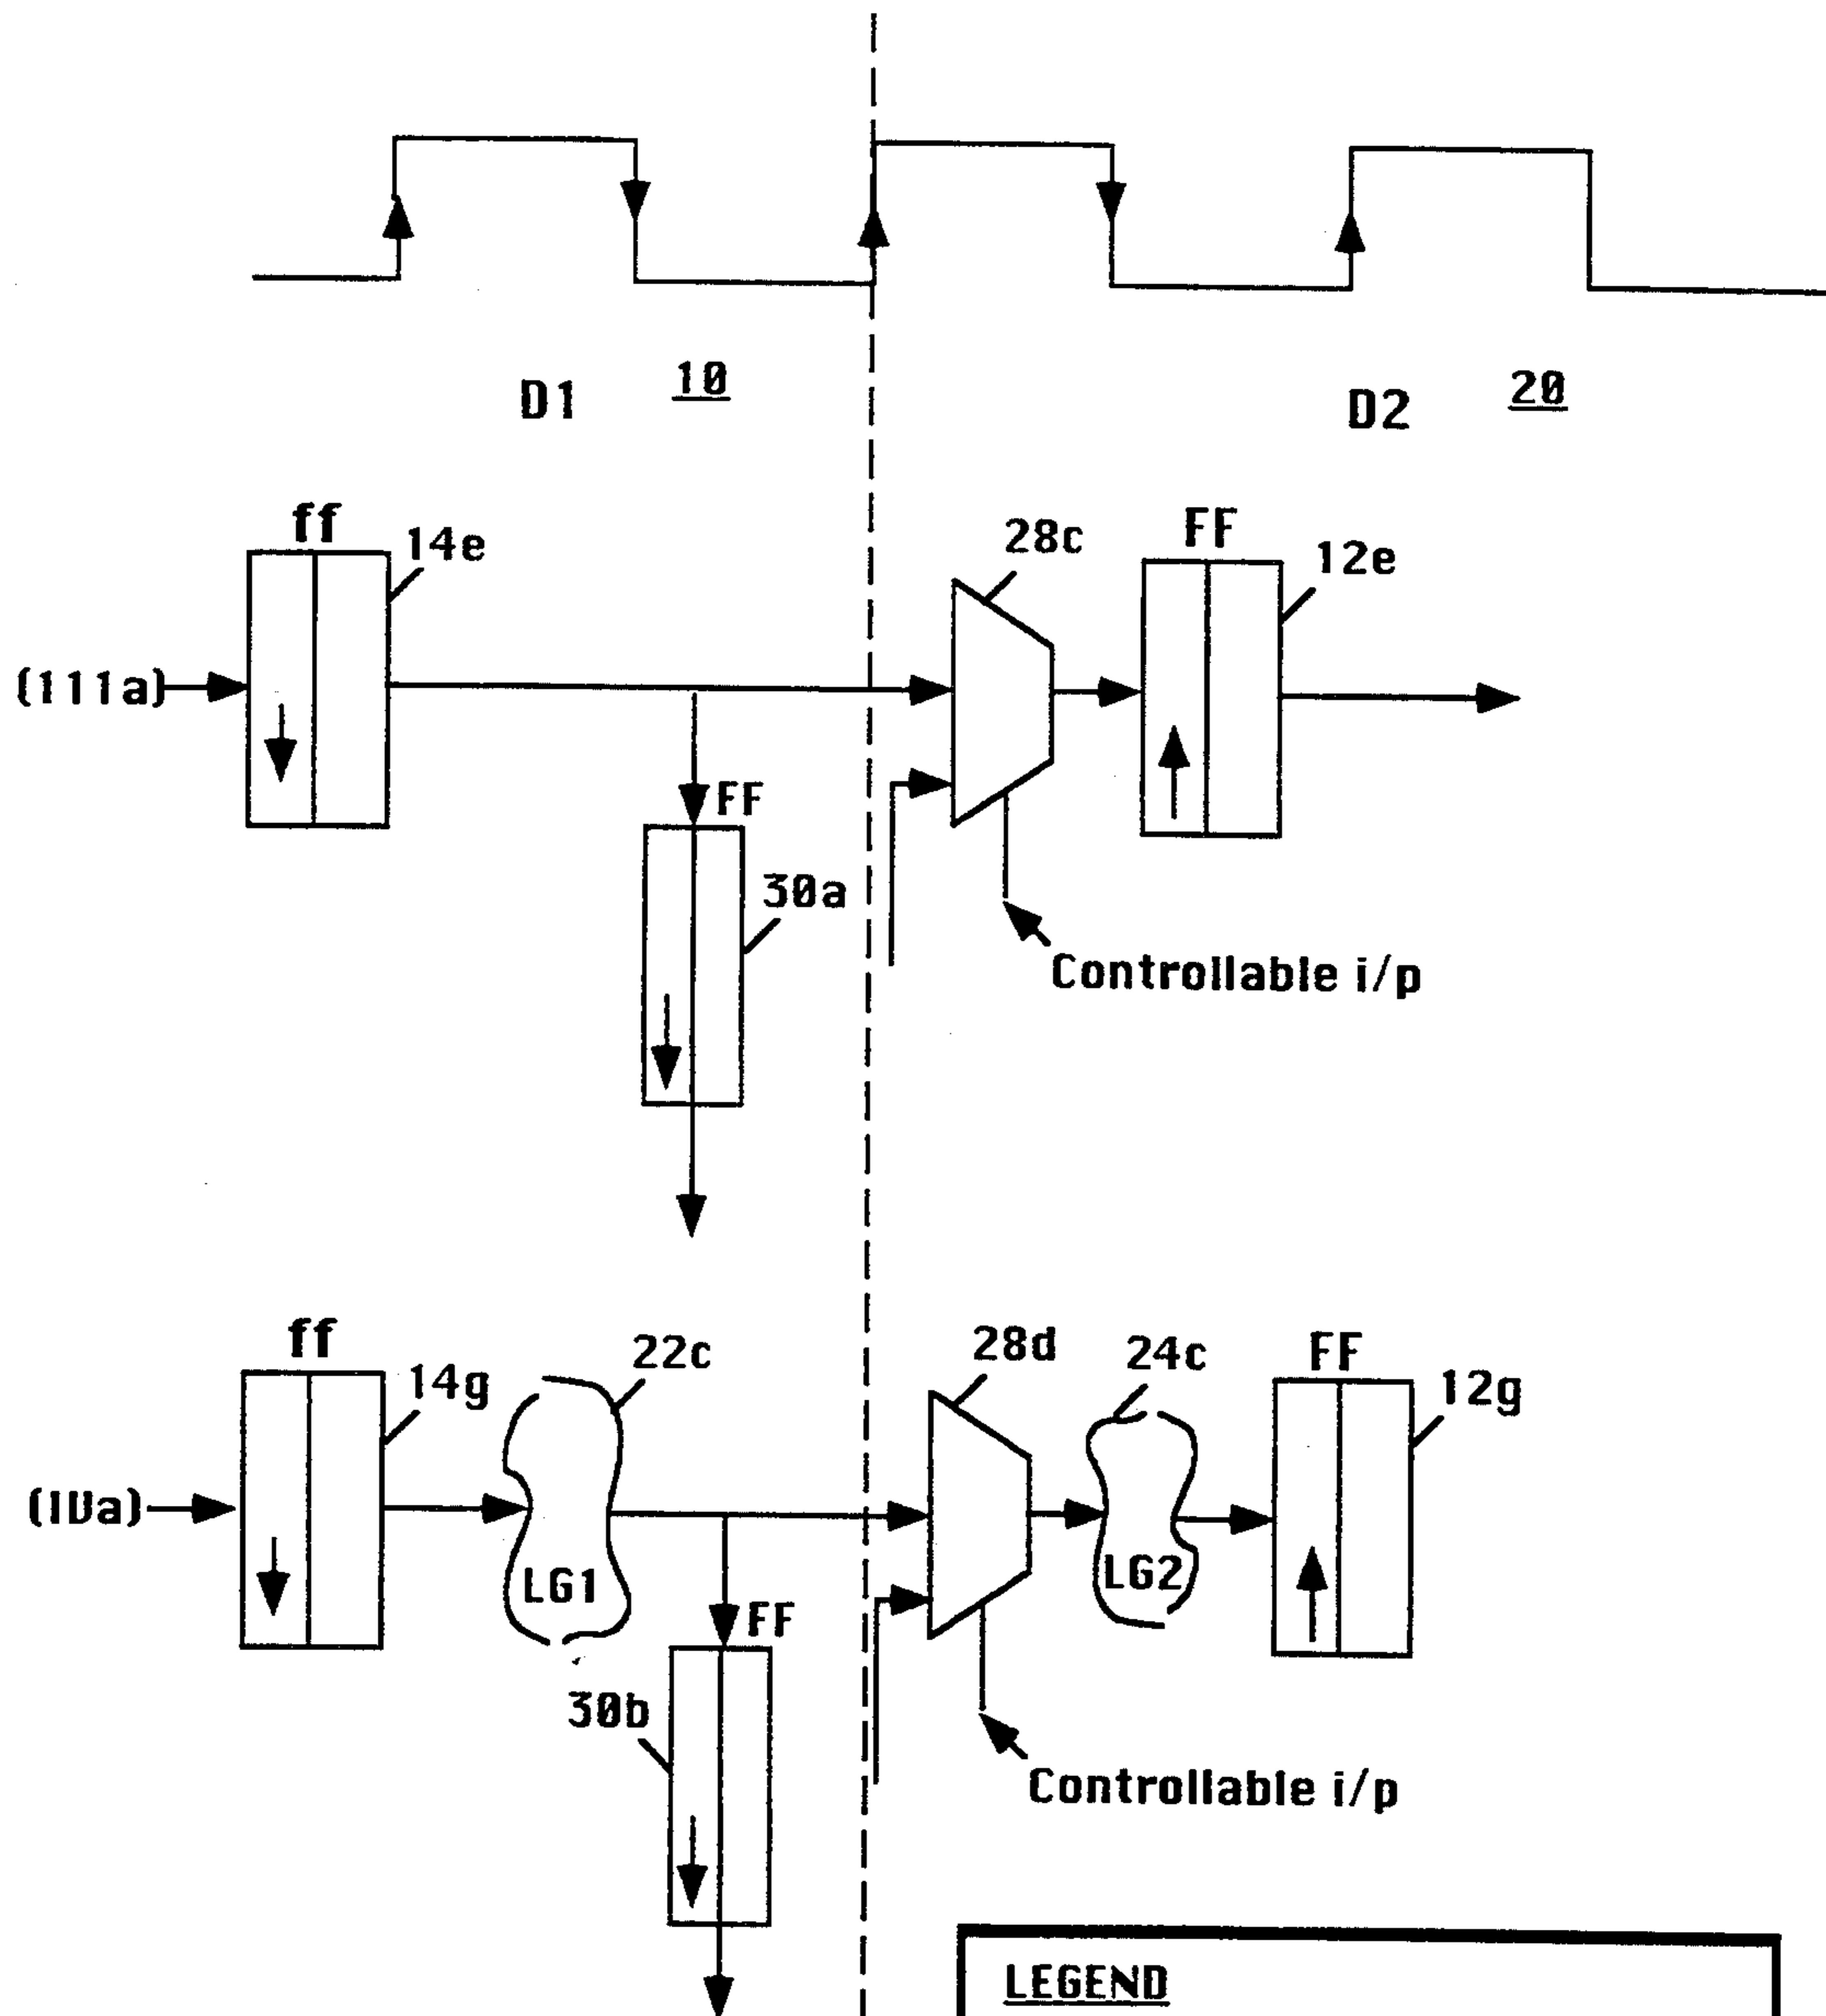 D1
10
D2
20
ff
14e
28c
FF
12e
(111a)
FF
30a
Controllable i/p
ff
14g
22c
28d
24c
FF
12g
(IVa)
LG1
LG2
FF
30b
Controllable i/p
LEGEND